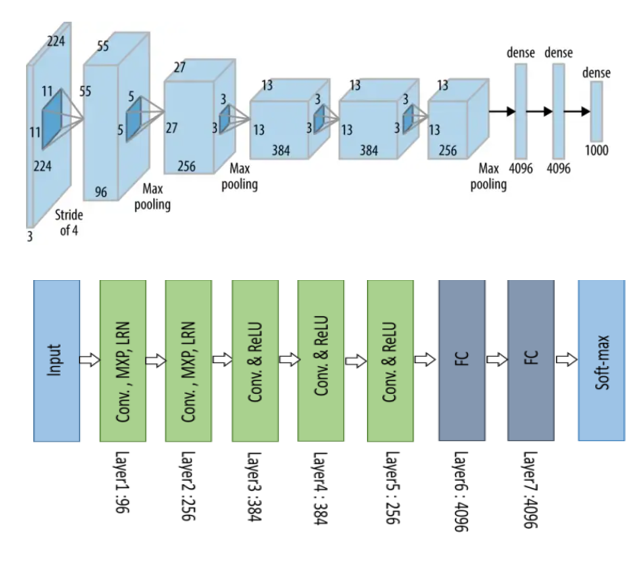 224
55
27
13
13
13
dense
dense
dense
11
55
5
3
3
3
11
5
27
3
13
3
13
3
13
224
96
256
384
384
256
4096
4096
1000
3
Stride
of 4
Max
pooling
Max
pooling
Max
pooling
Input
Conv. , MXP, LRN
Conv. , MXP, LRN
Conv. & ReLU
Conv. & ReLU
Conv. & ReLU
FC
FC
Soft-max
Layer1 :96
Layer2 :256
Layer3 :384
Layer4 : 384
Layer5 : 256
Layer6 : 4096
Layer7 :4096